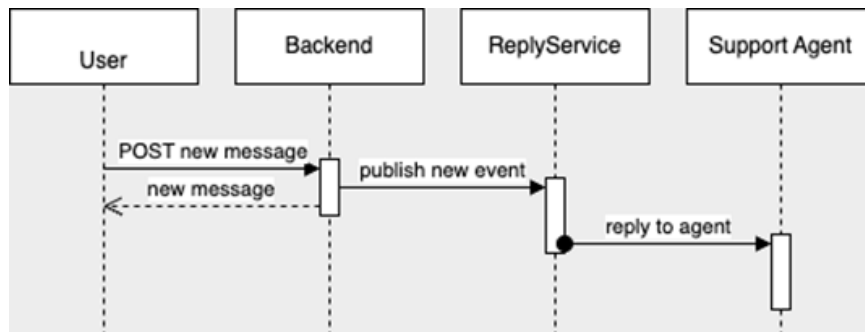 User
Backend
ReplyService
Support Agent
POST new message
publish new event
new message
reply to agent